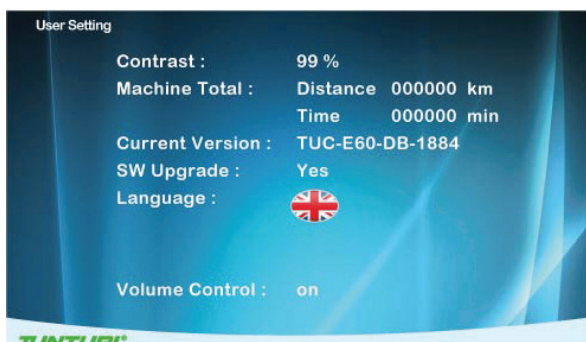 User Setting
Contrast : 99 %
Machine Total : Distance 000000 km
Time 000000 min
Current Version : TUC-E60-DB-1884
SW Upgrade : Yes
Language :
Volume Control : on
TUNTURI®